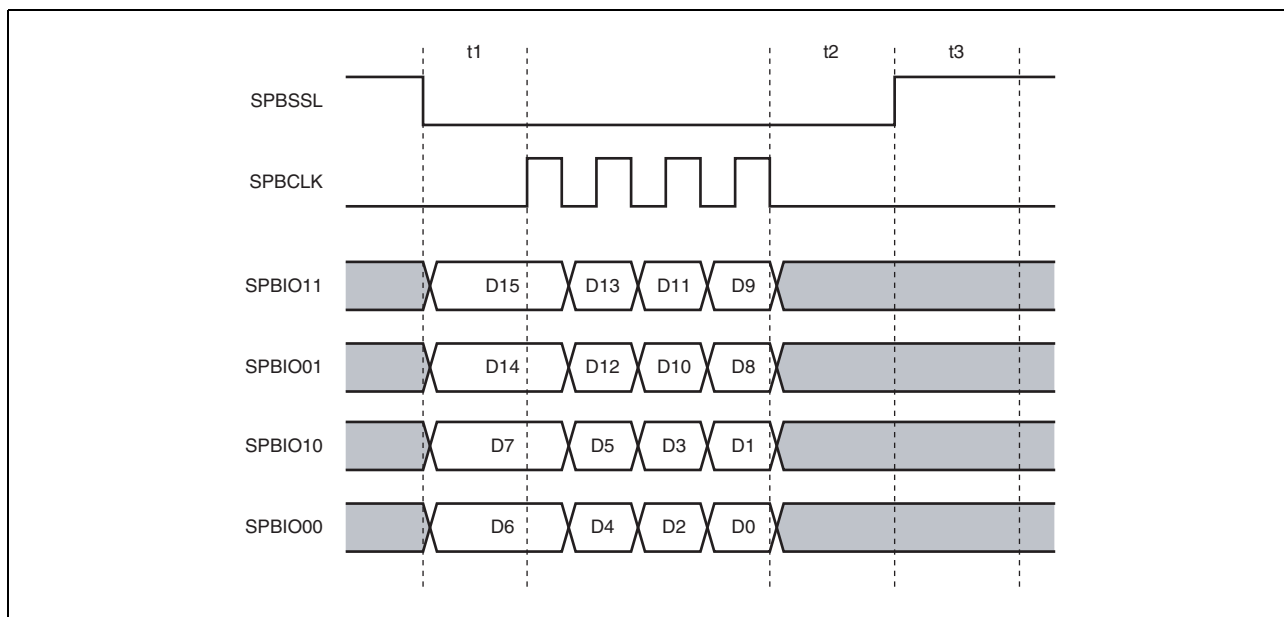 t1 t2 t3
SPBSSL
SPBCLK
SPBIO11 D15 D13 D11 D9
SPBIO01 D14 D12 D10 D8
SPBIO10 D7 D5 D3 D1
SPBIO00 D6 D4 D2 D0